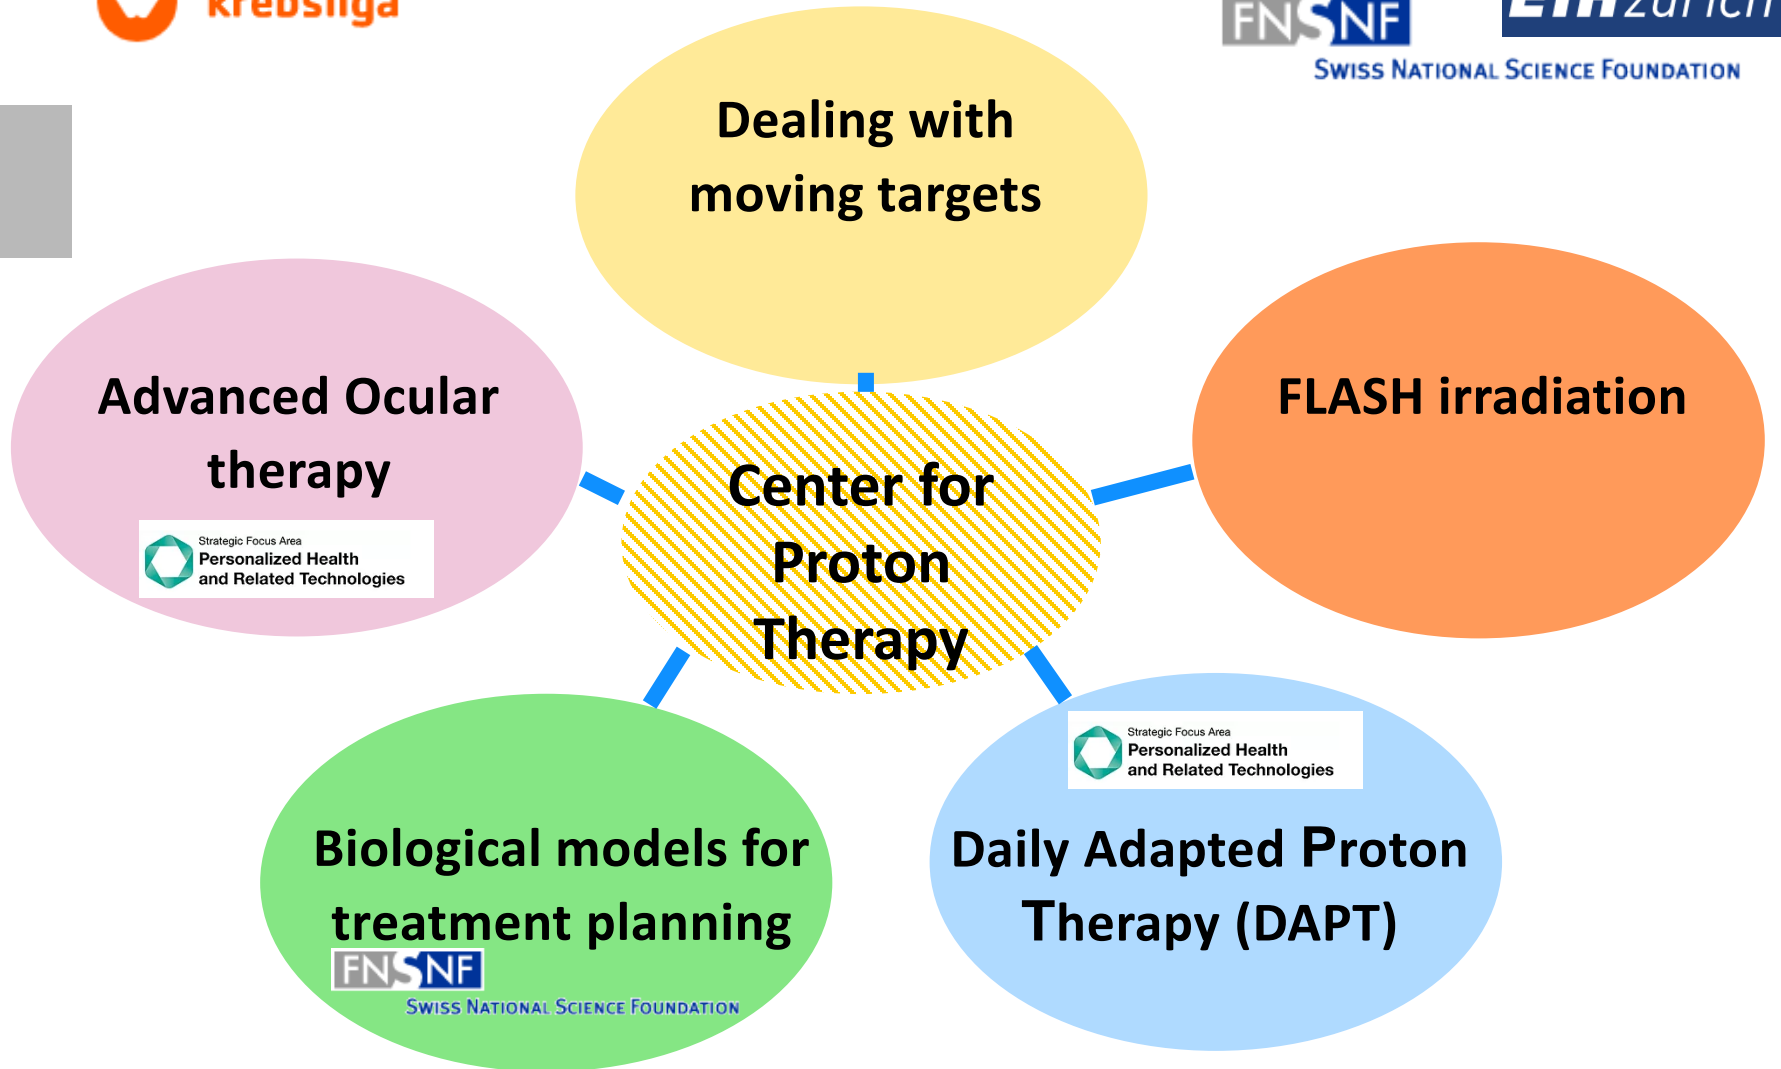 krebsliga
FNSNF
ETH zürich
SWISS NATIONAL SCIENCE FOUNDATION
Dealing with
moving targets
Advanced Ocular
therapy
Strategic Focus Area
Personalized Health
and Related Technologies
FLASH irradiation
Center for
Proton
Therapy
Biological models for
treatment planning
FNSNF
SWISS NATIONAL SCIENCE FOUNDATION
Strategic Focus Area
Personalized Health
and Related Technologies
Daily Adapted Proton
Therapy (DAPT)